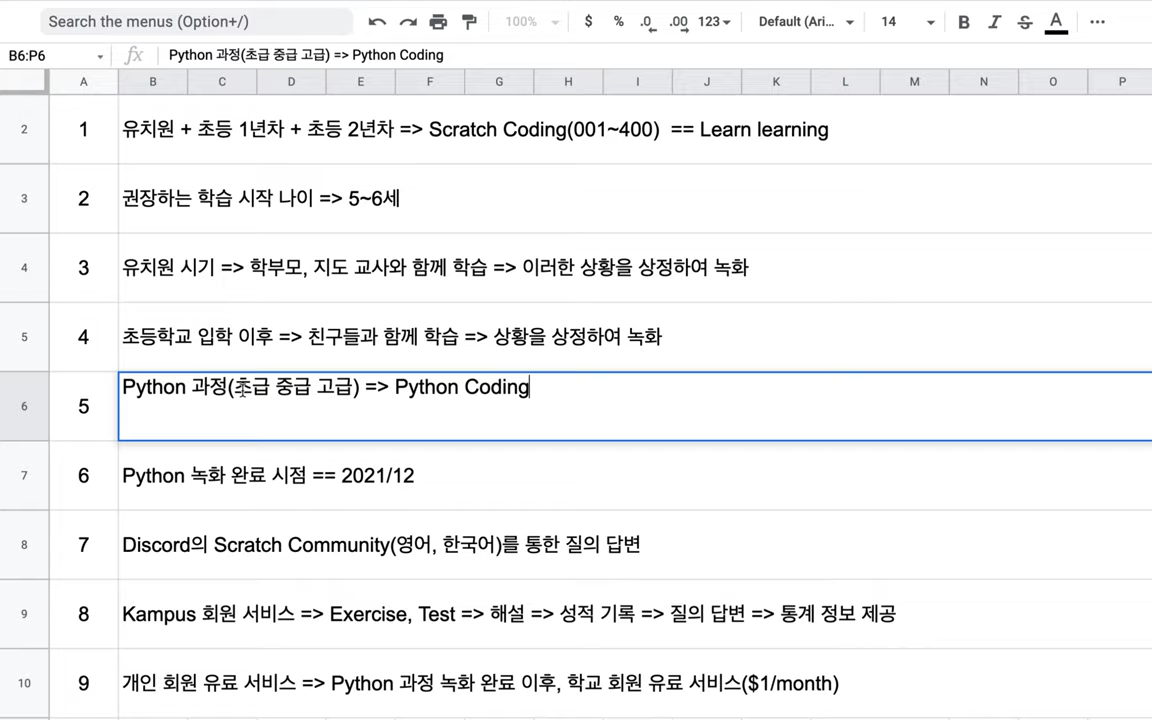 Search the menus (Option+/) 100% $ % .0 .00 123 Default (Ari... 14 B I S A ...
B6:P6 fx Python 과정(초급 중급 고급) => Python Coding
A B C D E F G H I J K L M N O P
2 1 유치원 + 초등 1년차 + 초등 2년차 => Scratch Coding(001~400) == Learn learning
3 2 권장하는 학습 시작 나이 => 5~6세
4 3 유치원 시기 => 학부모, 지도 교사와 함께 학습 => 이러한 상황을 상정하여 녹화
5 4 초등학교 입학 이후 => 친구들과 함께 학습 => 상황을 상정하여 녹화
6 5 Python 과정(초급 중급 고급) => Python Coding
7 6 Python 녹화 완료 시점 == 2021/12
8 7 Discord의 Scratch Community(영어, 한국어)를 통한 질의 답변
9 8 Kampus 회원 서비스 => Exercise, Test => 해설 => 성적 기록 => 질의 답변 => 통계 정보 제공
10 9 개인 회원 유료 서비스 => Python 과정 녹화 완료 이후, 학교 회원 유료 서비스($1/month)